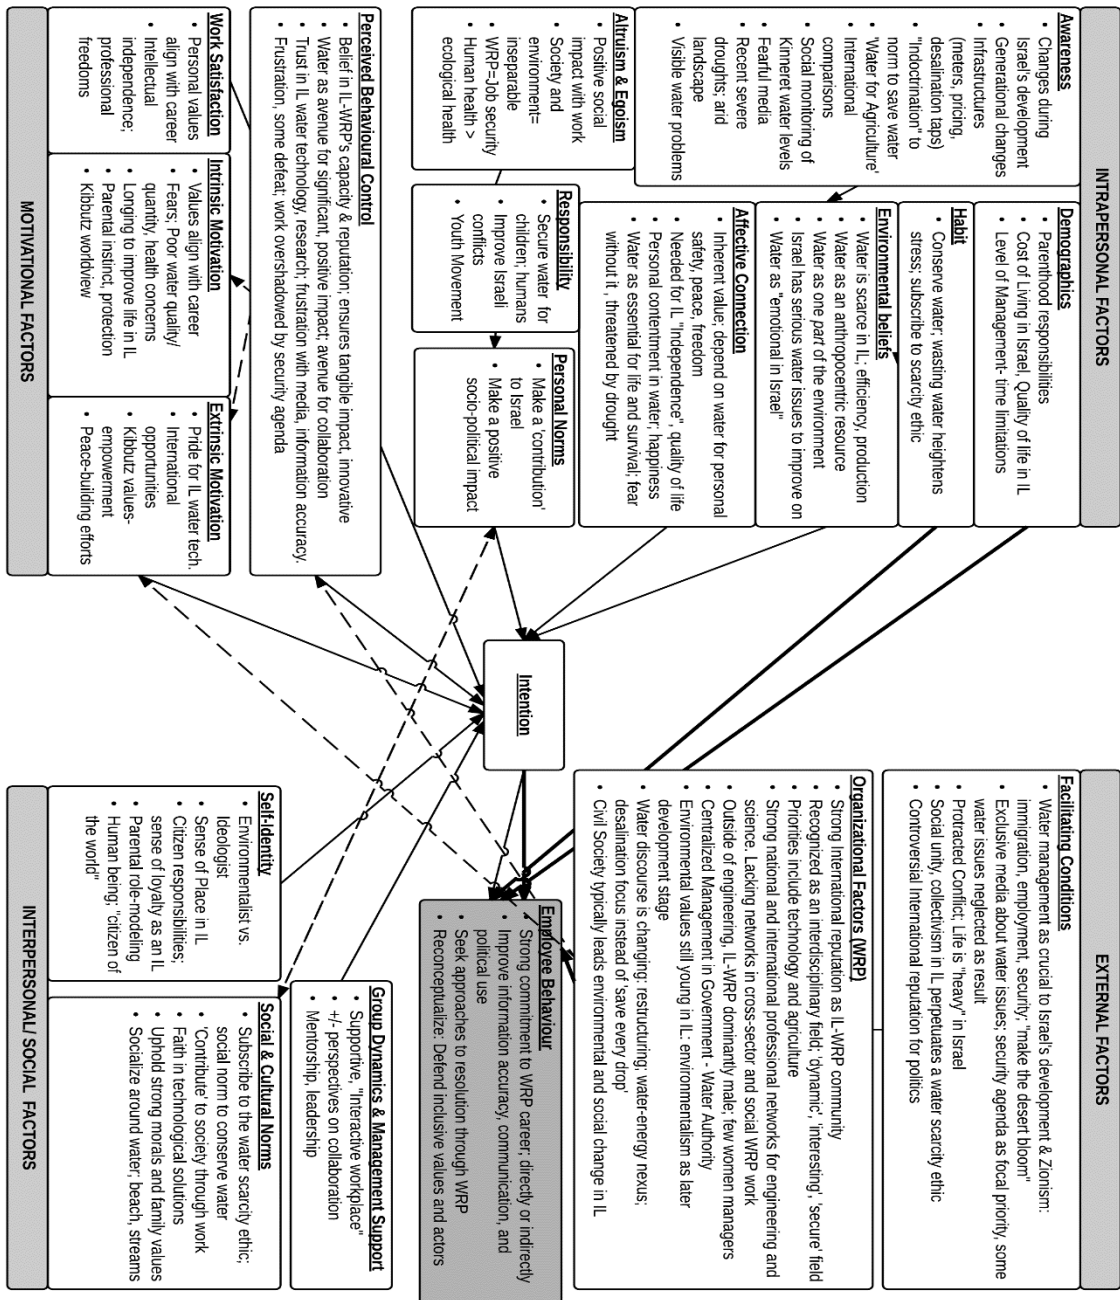 INTRAPERSONAL FACTORS
Awareness
• Changes during
Israel's development
• Generational changes
• Infrastructures
(meters, pricing,
desalination taps)
• "Indoctrination" to
norm to save water
• 'Water for Agriculture'
• International
comparisons
• Social monitoring of
Kinneret water levels
• Fearful media
• Recent severe
droughts; arid
landscape
• Visible water problems
Demographics
• Parenthood responsibilities
• Cost of Living in Israel, Quality of life in IL
• Level of Management- time limitations
Habit
• Conserve water; wasting water heightens
stress; subscribe to scarcity ethic
Environmental beliefs
• Water is scarce in IL; efficiency, production
• Water as an anthropocentric resource
• Water as one part of the environment
• Israel has serious water issues to improve on
• Water as "emotional in Israel"
Affective Connection
• Inherent value; depend on water for personal
safety, peace, freedom
• Needed for IL "Independence", quality of life
• Personal contentment in water; happiness
• Water as essential for life and survival; fear
without it , threatened by drought
Altruism & Egoism
• Positive social
impact with work
• Society and
environment=
inseparable
• WRP=Job security
• Human health >
ecological health
Responsibility
• Secure water for
children; humans
• Improve Israeli
conflicts
• Youth Movement
Personal Norms
• Make a 'contribution'
to Israel
• Make a positive
socio-political impact
Perceived Behavioural Control
• Belief in IL-WRP's capacity & reputation; ensures tangible impact, innovative
• Water as avenue for significant, positive impact; avenue for collaboration
• Trust in IL water technology, research; frustration with media, information accuracy.
• Frustration, some defeat; work overshadowed by security agenda
Work Satisfaction
• Personal values
align with career
• Intellectual
independence;
professional
freedoms
Intrinsic Motivation
• Values align with career
• Fears; Poor water quality/
quantity, health concerns
• Longing to improve life in IL
• Parental instinct, protection
• Kibbutz worldview
Extrinsic Motivation
• Pride for IL water tech.
• International
opportunities
• Kibbutz values-
empowerment
• Peace-building efforts
MOTIVATIONAL FACTORS
Intention
EXTERNAL FACTORS
Facilitating Conditions
• Water management as crucial to Israel's development & Zionism:
immigration, employment, security; "make the desert bloom"
• Exclusive media about water issues; security agenda as focal priority, some
water issues neglected as result
• Protracted Conflict; Life is "heavy" in Israel
• Social unity, collectivism in IL perpetuates a water scarcity ethic
• Controversial International reputation for politics
Organizational Factors (WRP)
• Strong International reputation as IL-WRP community
• Recognized as an interdisciplinary field; 'dynamic', 'interesting', 'secure' field
• Priorities include technology and agriculture
• Strong national and international professional networks for engineering and
science. Lacking networks in cross-sector and social WRP work
• Outside of engineering, IL-WRP dominantly male; few women managers
• Centralized Management in Government - Water Authority
• Environmental values still young in IL: environmentalism as later
development stage
• Water discourse is changing; restructuring; water-energy nexus;
desalination focus instead of 'save every drop'
• Civil Society typically leads environmental and social change in IL
Employee Behaviour
• Strong commitment to WRP career; directly or indirectly
• Improve information accuracy, communication, and
political use
• Seek approaches to resolution through WRP
• Reconceptualize: Defend inclusive values and actors
Group Dynamics & Management Support
• Supportive, "Interactive workplace"
• +/- perspectives on collaboration
• Mentorship, leadership
Self-Identity
• Environmentalist vs.
Ideologist
• Sense of Place in IL
• Citizen responsibilities;
sense of loyalty as an IL
• Parental role-modeling
• Human being; "citizen of
the world"
Social & Cultural Norms
• Subscribe to the water scarcity ethic;
social norm to conserve water
• 'Contribute' to society through work
• Faith in technological solutions
• Uphold strong morals and family values
• Socialize around water; beach, streams
INTERPERSONAL/ SOCIAL FACTORS